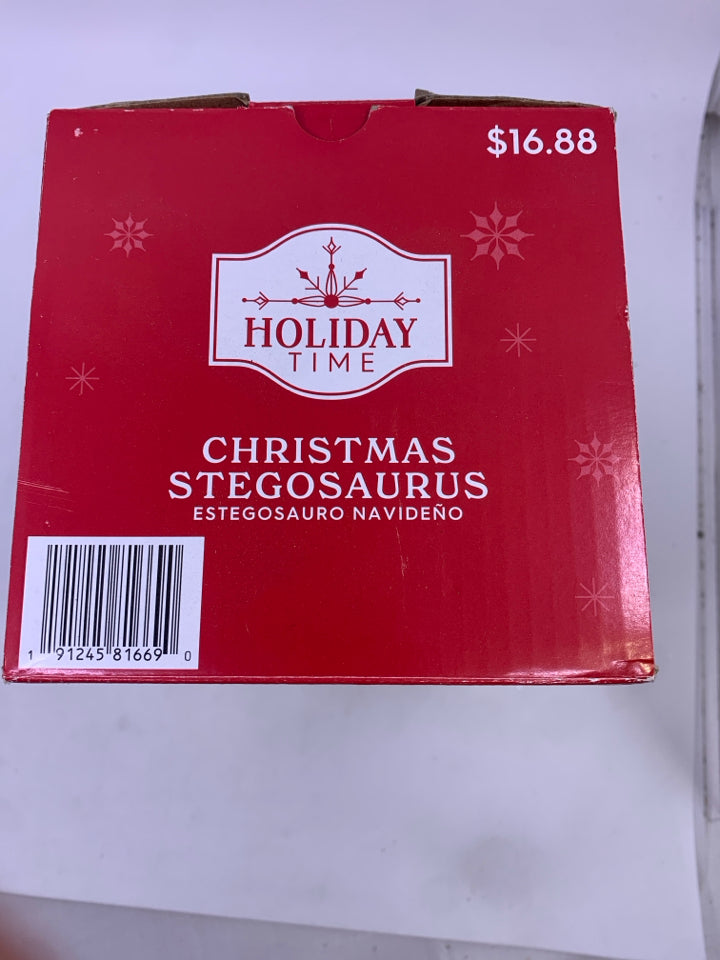 $16.88
HOLIDAY
TIME
CHRISTMAS
STEGOSAURUS
ESTEGOSAURO NAVIDEÑO
1 91245 81669 0